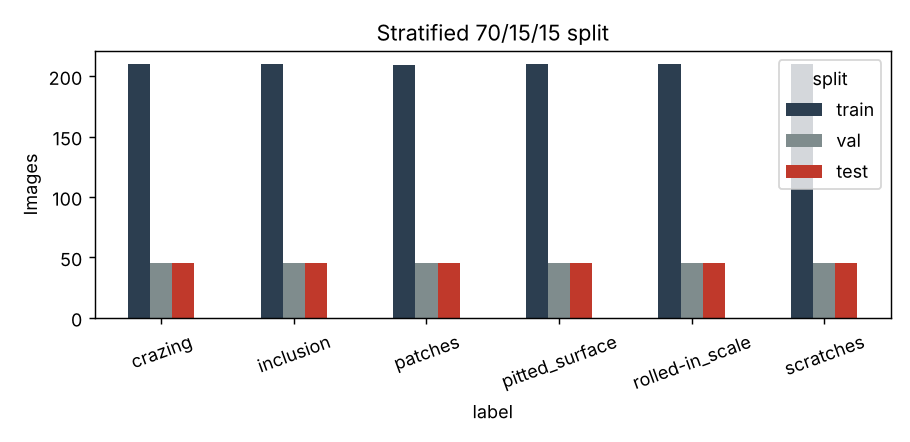 Stratified 70/15/15 split
200
150
100
50
0
Images
split
train
val
test
crazing
inclusion
patches
pitted_surface
rolled-in_scale
scratches
label